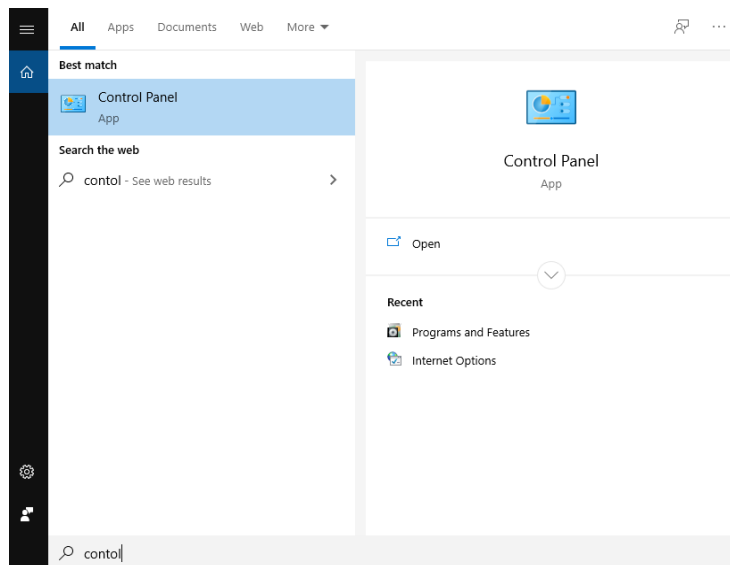 All Apps Documents Web More
Best match
Control Panel
App
Search the web
contol - See web results
Control Panel
App
Open
Recent
Programs and Features
Internet Options
contol